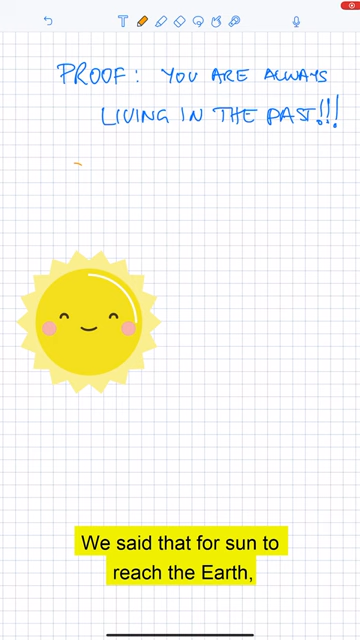 PROOF: YOU ARE ALWAYS
LIVING IN THE PAST!!!
We said that for sun to
reach the Earth,